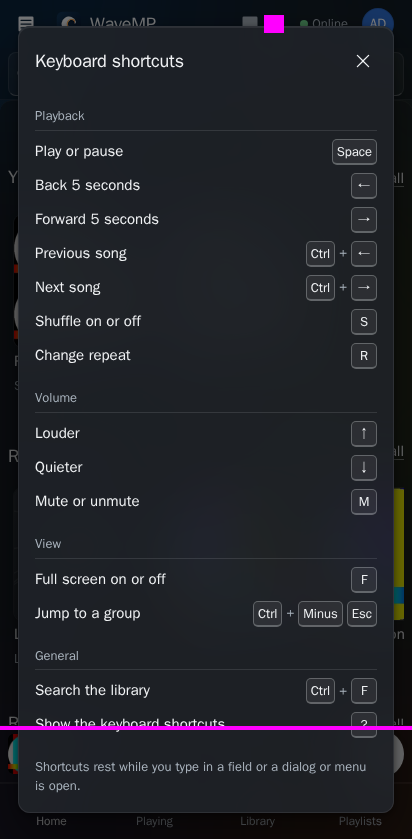 WaveMP
Online
AD
Keyboard shortcuts
Playback
Play or pause Space
Back 5 seconds ←
Forward 5 seconds →
Previous song Ctrl + ←
Next song Ctrl + →
Shuffle on or off S
Change repeat R
Volume
Louder ↑
Quieter ↓
Mute or unmute M
View
Full screen on or off F
Jump to a group Ctrl + Minus Esc
General
Search the library Ctrl + F
Show the keyboard shortcuts ?
Shortcuts rest while you type in a field or a dialog or menu
is open.
Home Playing Library Playlists